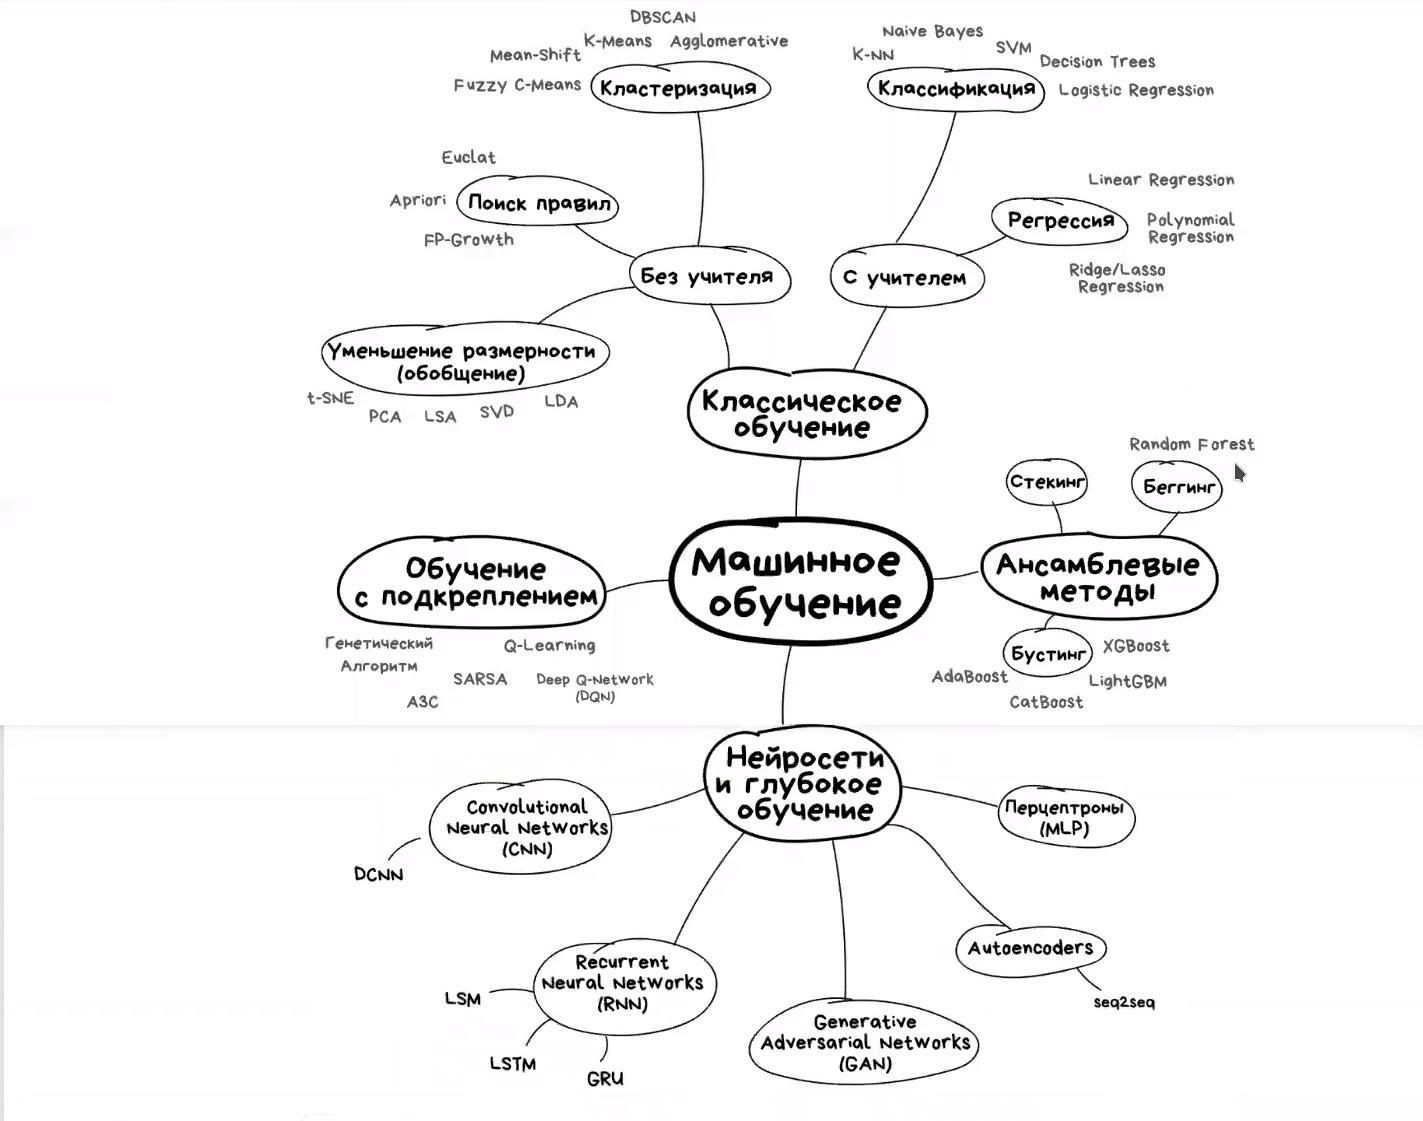 DBSCAN
K-Means
Agglomerative
Mean-Shift
Fuzzy C-Means
Кластеризация
Naive Bayes
K-NN
SVM
Decision Trees
Классификация
Logistic Regression
Euclat
Apriori
Поиск правил
FP-Growth
Linear Regression
Регрессия
Polynomial
Regression
Ridge/Lasso
Regression
Без учителя
С учителем
Уменьшение размерности
(обобщение)
t-SNE
PCA
LSA
SVD
LDA
Классическое
обучение
Random Forest
Стекинг
Беггинг
Обучение
с подкреплением
Машинное
обучение
Ансамблевые
методы
Генетический
Алгоритм
Q-Learning
SARSA
Deep Q-Network
(DQN)
A3C
Бустинг
XGBoost
AdaBoost
LightGBM
CatBoost
Нейросети
и глубокое
обучение
Convolutional
Neural Networks
(CNN)
DCNN
Перцептроны
(MLP)
Autoencoders
seq2seq
Recurrent
Neural Networks
(RNN)
LSM
LSTM
GRU
Generative
Adversarial Networks
(GAN)